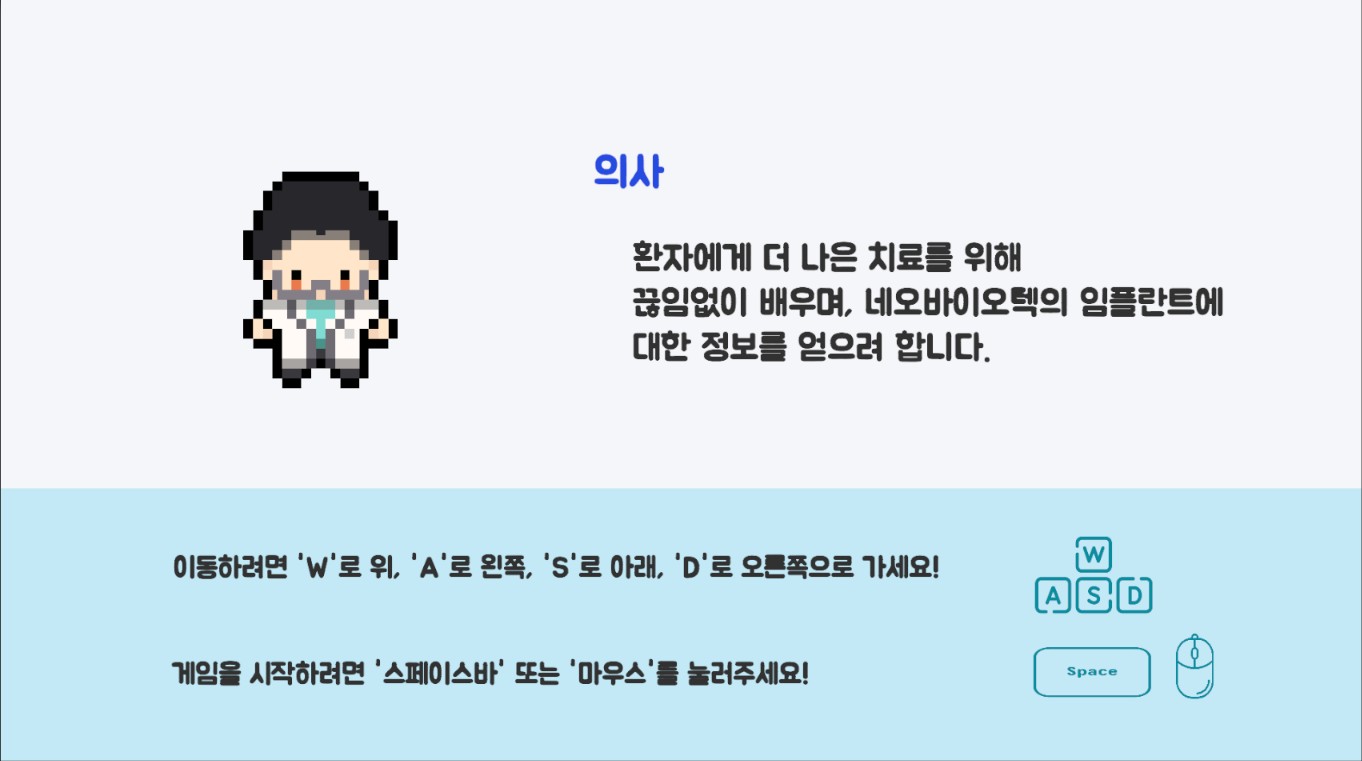 의사
환자에게 더 나은 치료를 위해
끊임없이 배우며, 네오바이오텍의 임플란트에
대한 정보를 얻으려 합니다.
이동하려면 'W'로 위, 'A'로 왼쪽, 'S'로 아래, 'D'로 오른쪽으로 가세요!
W
A S D
게임을 시작하려면 '스페이스바' 또는 '마우스'를 눌러주세요!
Space